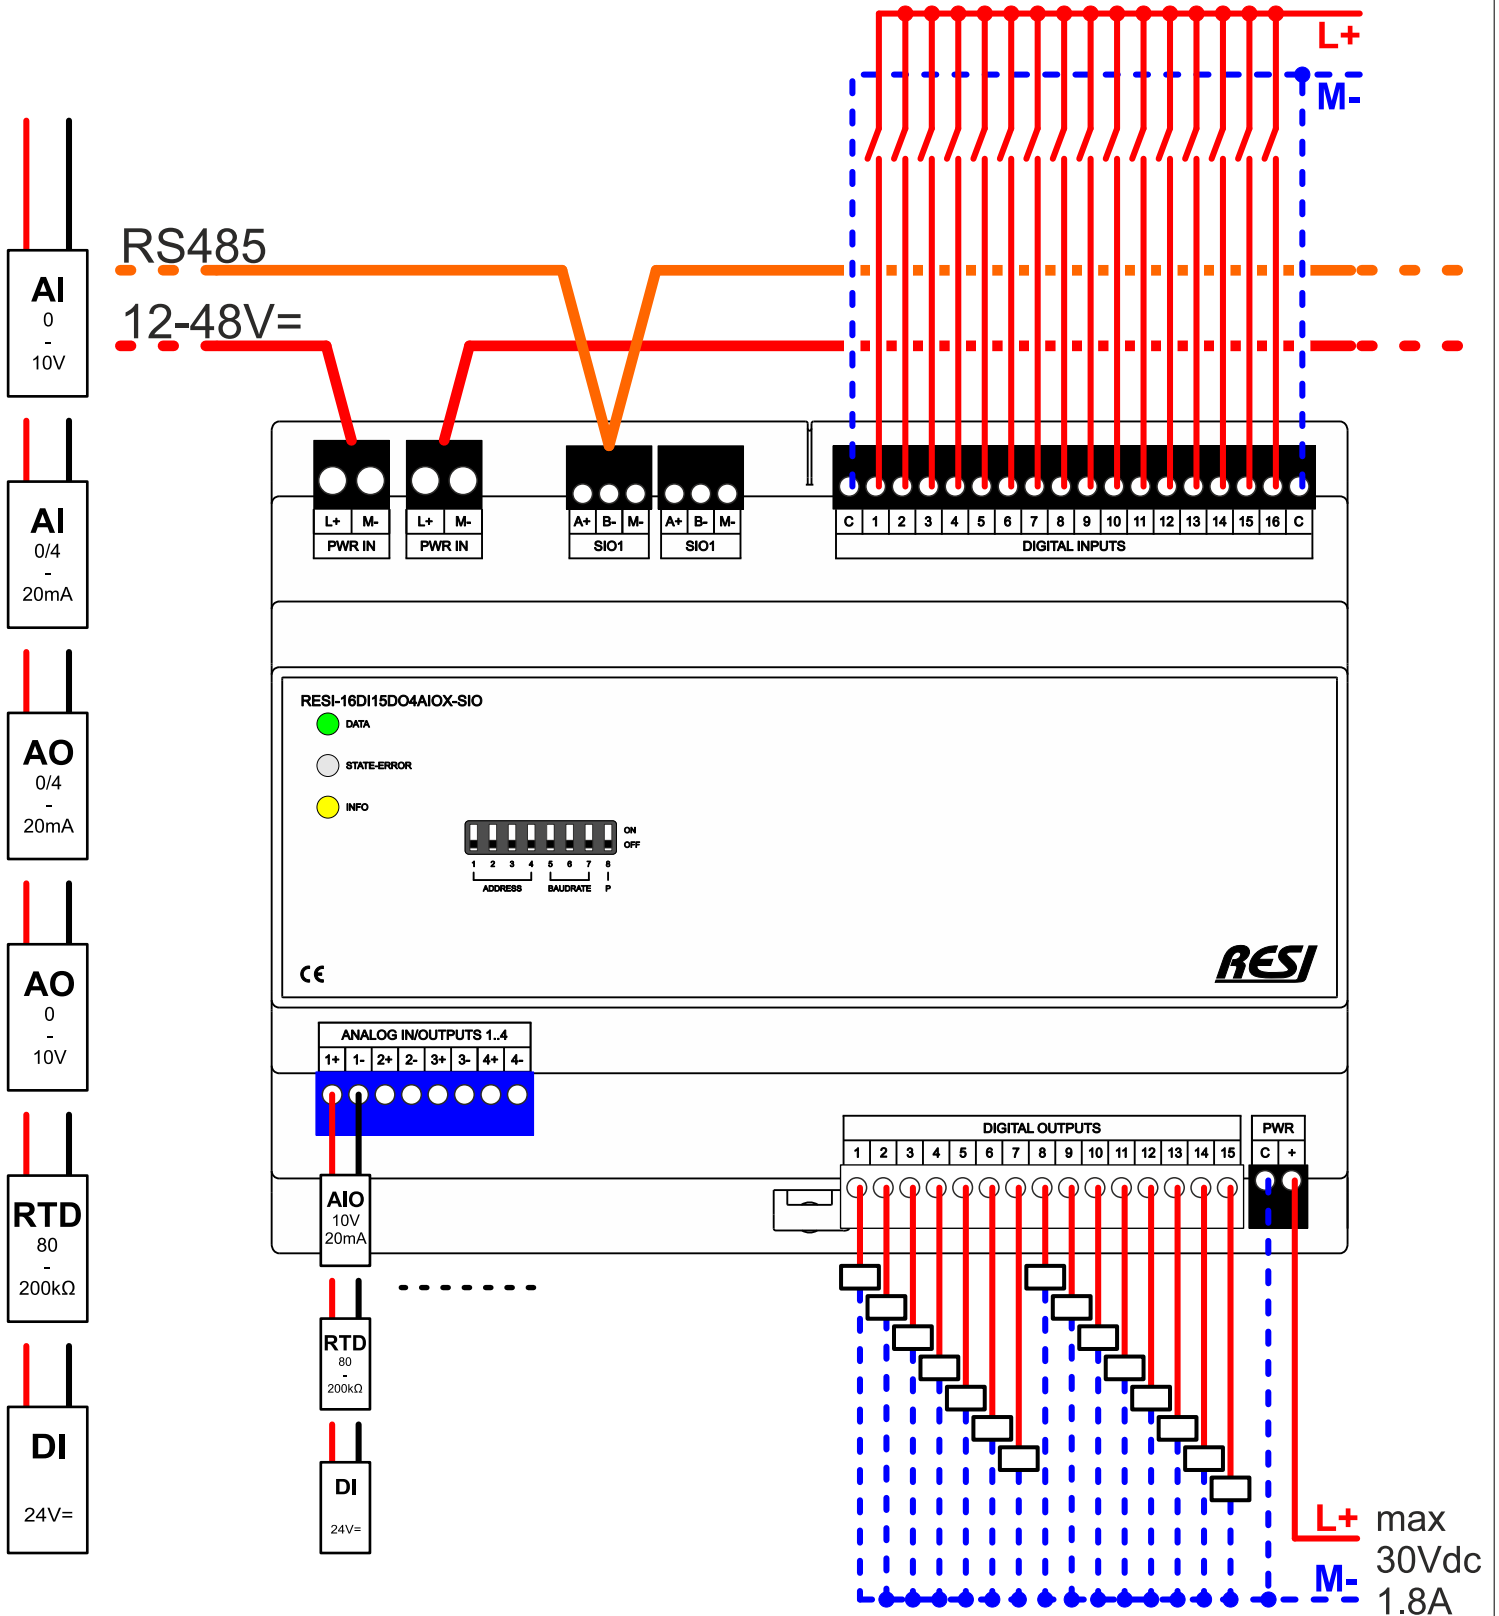 L+
M-
RS485
12-48V=
AI
0
-
10V
AI
0/4
-
20mA
AO
0/4
-
20mA
AO
0
-
10V
RTD
80
-
200kΩ
DI
24V=
L+ M- L+ M- A+ B- M- A+ B- M- C 1 2 3 4 5 6 7 8 9 10 11 12 13 14 15 16 C
PWR IN PWR IN SIO1 SIO1 DIGITAL INPUTS
RESI-16DI15DO4AIOX-SIO
DATA
STATE-ERROR
INFO
ON
OFF
1 2 3 4 5 6 7 8
ADDRESS BAUDRATE P
CE
RESI
ANALOG IN/OUTPUTS 1..4
1+ 1- 2+ 2- 3+ 3- 4+ 4-
DIGITAL OUTPUTS PWR
1 2 3 4 5 6 7 8 9 10 11 12 13 14 15 C +
AIO
10V
20mA
RTD
80
-
200kΩ
DI
24V=
L+ max
30Vdc
M- 1.8A